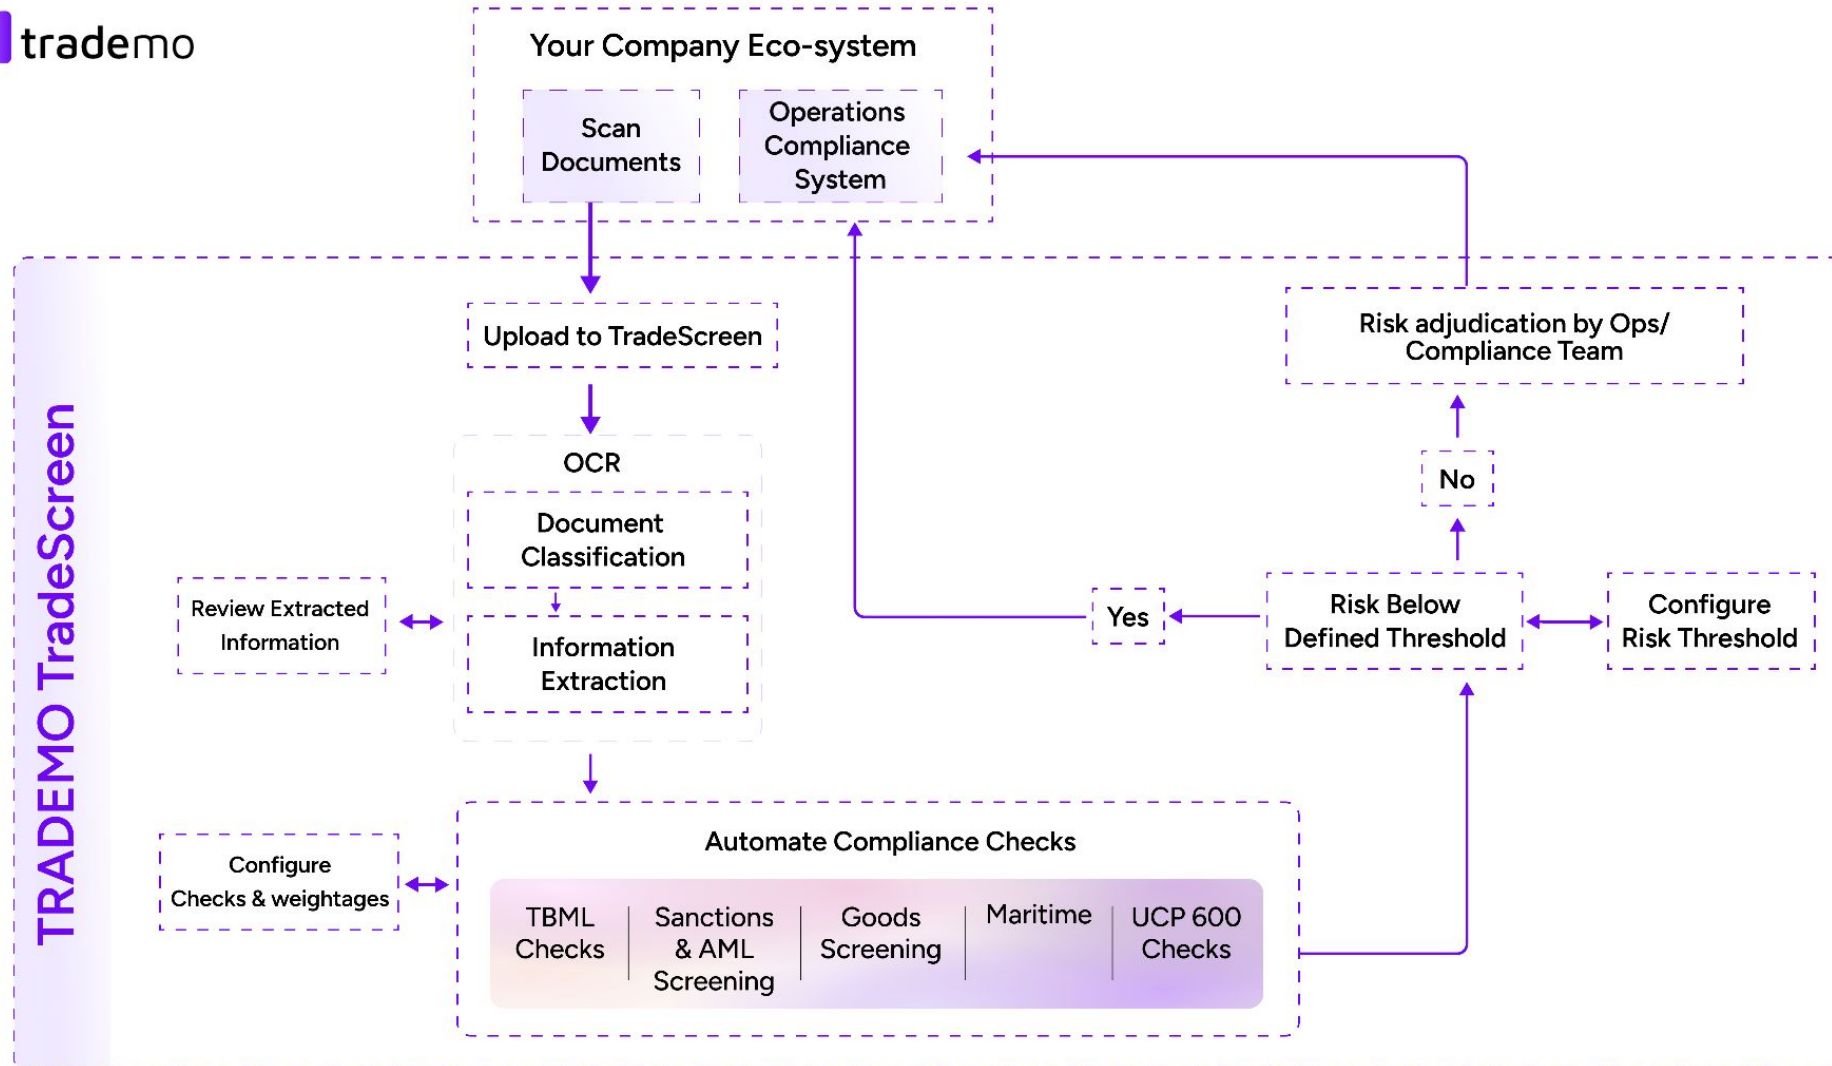 trademo
Your Company Eco-system
Scan
Documents
Operations
Compliance
System
TRADEMO TradeScreen
Upload to TradeScreen
Risk adjudication by Ops/
Compliance Team
OCR
Document
Classification
Information
Extraction
Review Extracted
Information
No
Yes
Risk Below
Defined Threshold
Configure
Risk Threshold
Configure
Checks & weightages
Automate Compliance Checks
TBML
Checks
Sanctions
& AML
Screening
Goods
Screening
Maritime
UCP 600
Checks